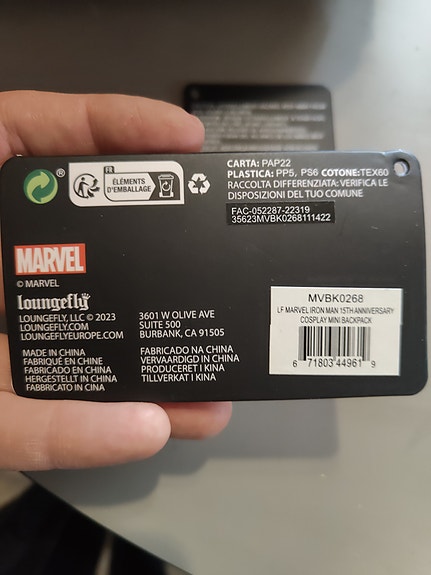 CARTA: PAP22
PLASTICA: PP5, PS6 COTONE:TEX60
RACCOLTA DIFFERENZIATA: VERIFICA LE
DISPOSIZIONI DEL TUO COMUNE
®
FR
ÉLÉMENTS
D'EMBALLAGE
FAC-052287-22319
35623MVBK0268111422
MARVEL
© MARVEL
loungefly
LOUNGEFLY, LLC © 2023
LOUNGEFLY.COM
LOUNGEFLYEUROPE.COM
3601 W OLIVE AVE
SUITE 500
BURBANK, CA 91505
MADE IN CHINA
FABRIQUÉ EN CHINE
FABRICADO EN CHINA
HERGESTELLT IN CHINA
FABBRICATO IN CINA
FABRICADO NA CHINA
VERVAARDIGD IN CHINA
PRODUCERET I KINA
TILLVERKAT I KINA
MVBK0268
LF MARVEL IRON MAN 15TH ANNIVERSARY
COSPLAY MINI BACKPACK
6 71803 44961 9